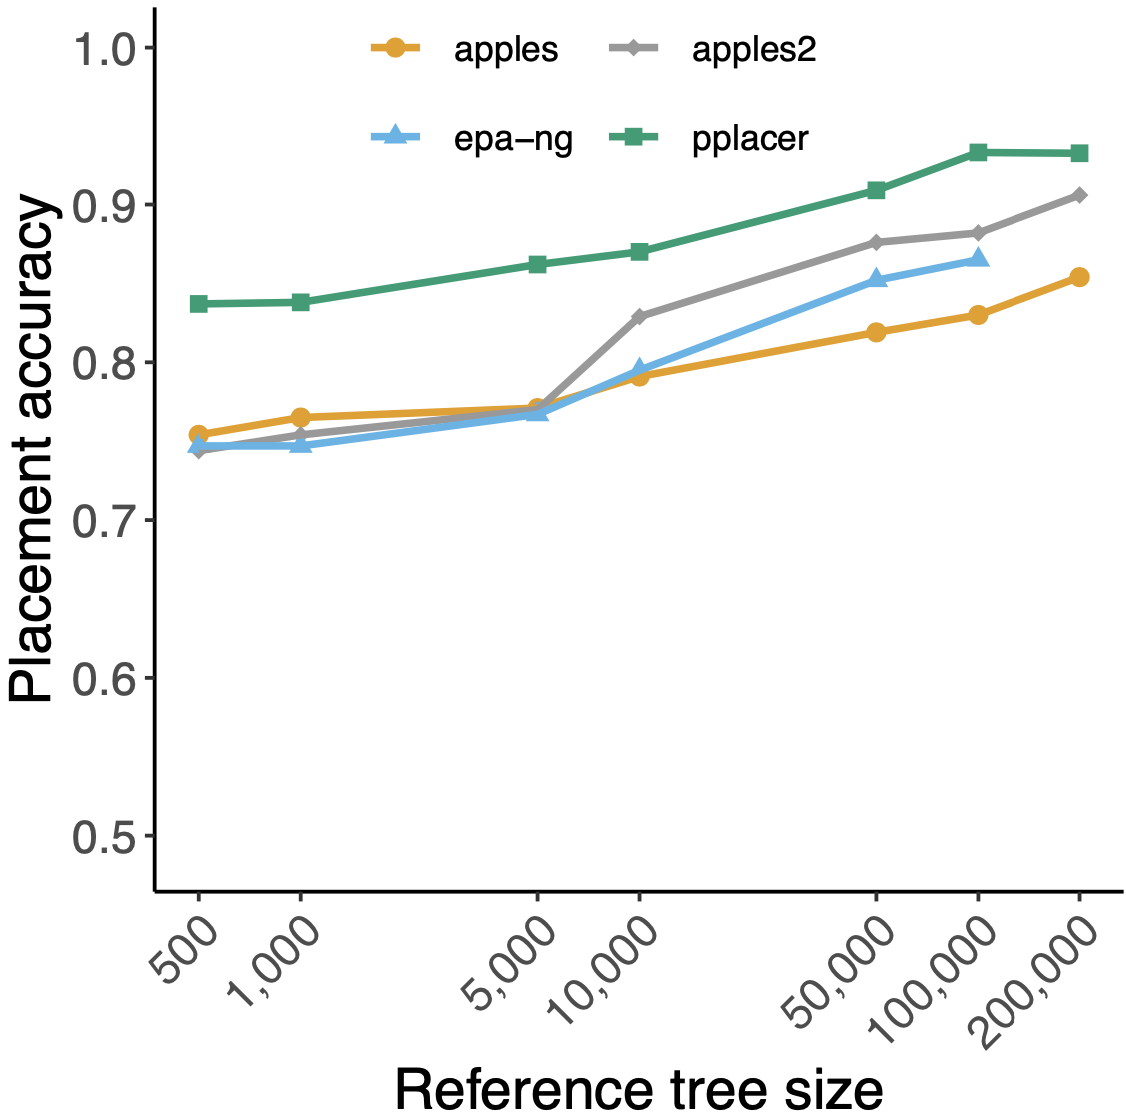 1.0
0.9
0.8
0.7
0.6
0.5
Placement accuracy
apples
apples2
epa−ng
pplacer
500
1,000
5,000
10,000
50,000
100,000
200,000
Reference tree size